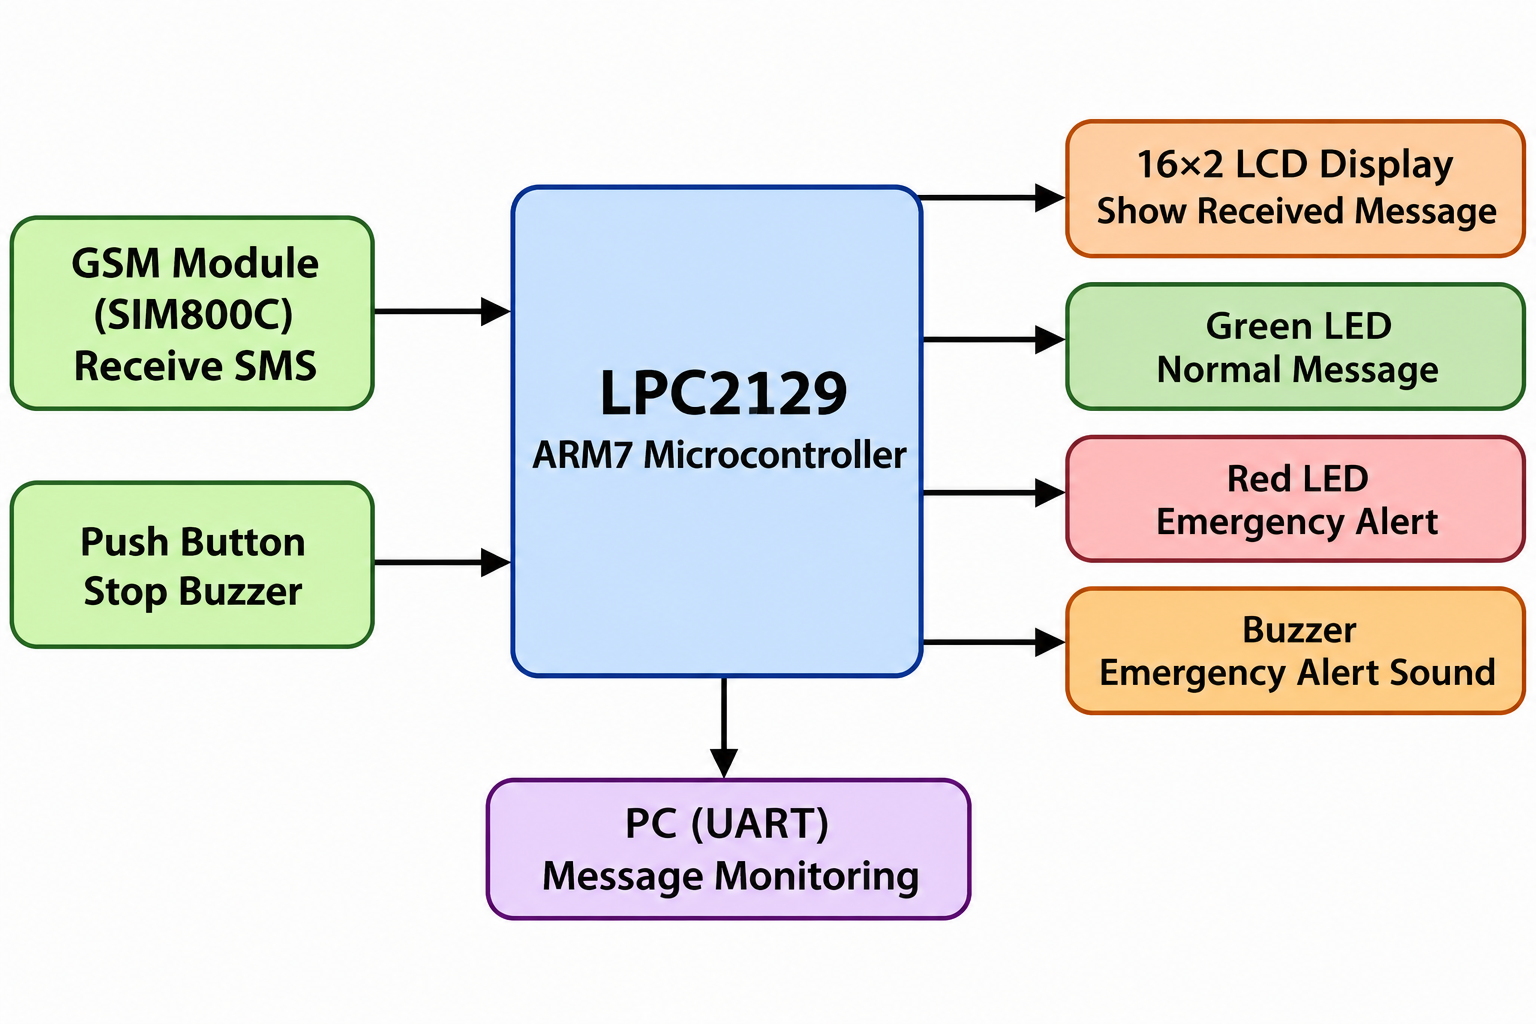 GSM Module
(SIM800C)
Receive SMS
Push Button
Stop Buzzer
LPC2129
ARM7 Microcontroller
16×2 LCD Display
Show Received Message
Green LED
Normal Message
Red LED
Emergency Alert
Buzzer
Emergency Alert Sound
PC (UART)
Message Monitoring